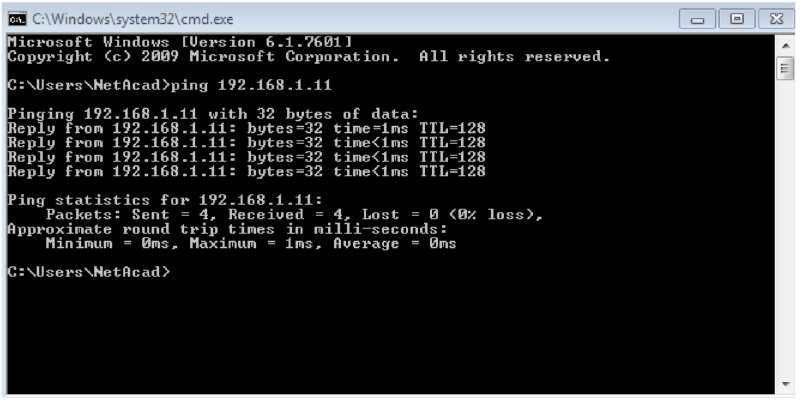 C:\Windows\system32\cmd.exe
Microsoft Windows [Version 6.1.7601]
Copyright (c) 2009 Microsoft Corporation.  All rights reserved.
C:\Users\NetAcad>ping 192.168.1.11
Pinging 192.168.1.11 with 32 bytes of data:
Reply from 192.168.1.11: bytes=32 time=1ms TTL=128
Reply from 192.168.1.11: bytes=32 time<1ms TTL=128
Reply from 192.168.1.11: bytes=32 time<1ms TTL=128
Reply from 192.168.1.11: bytes=32 time<1ms TTL=128
Ping statistics for 192.168.1.11:
    Packets: Sent = 4, Received = 4, Lost = 0 (0% loss),
Approximate round trip times in milli-seconds:
    Minimum = 0ms, Maximum = 1ms, Average = 0ms
C:\Users\NetAcad>